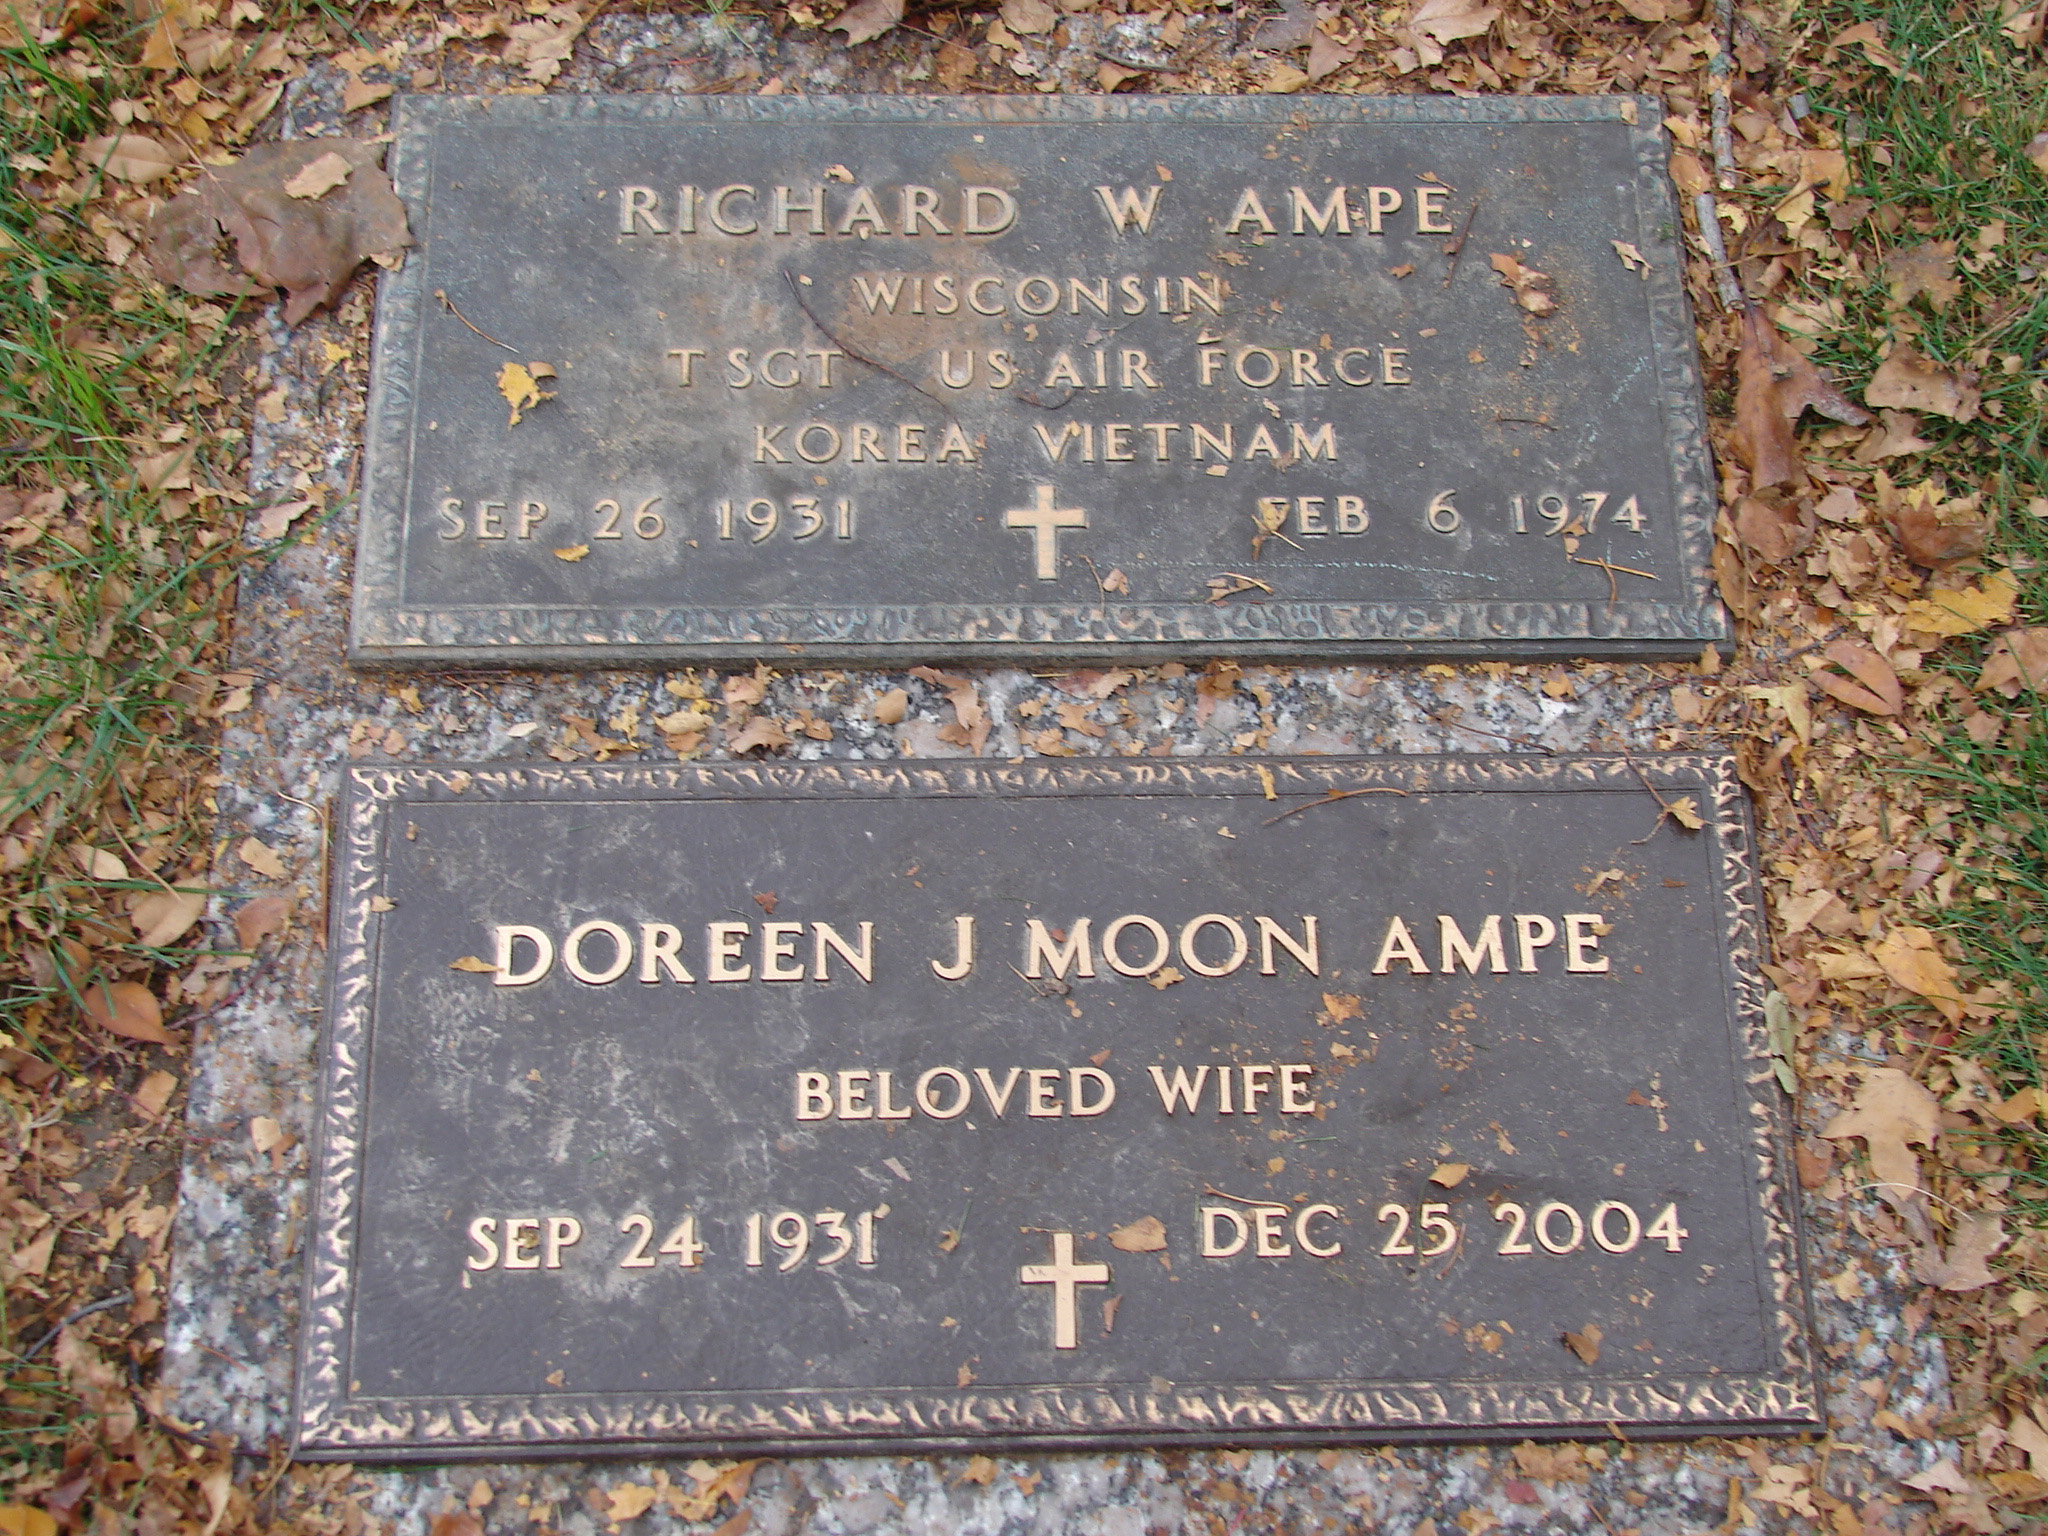 RICHARD W AMPE
WISCONSIN
T SGT US AIR FORCE
KOREA VIETNAM
SEP 26 1931 FEB 6 1974
DOREEN J MOON AMPE
BELOVED WIFE
SEP 24 1931 DEC 25 2004